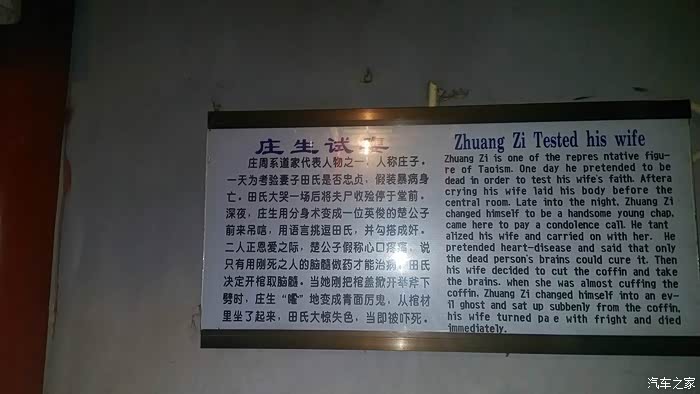 庄生试妻
庄周系道家代表人物之一，人称庄子。
一天为考验妻子田氏是否忠贞，假装暴病身
亡。田氏大哭一场后将夫尸收殓停于堂前。
深夜，庄生用分身术变成一位英俊的楚公子
前来吊唁，用语言挑逗田氏，并勾搭成奸。
二人正恩爱之际，楚公子假称心口疼痛，说
只有用刚死之人的脑髓做药才能治病，田氏
决定开棺取脑髓。当她刚把棺盖掀开举斧下
劈时，庄生“嚯”地变成青面厉鬼，从棺材
里坐了起来，田氏大惊失色，当即被吓死。
Zhuang Zi Tested his wife
Zhuang Zi is one of the repres ntative figu-
re of Taoism. One day he pretended to be
dead in order to test his wife's faith. Aftera
crying his wife laid his body before the
central room. Late into the night, Zhuang Zi
changed himself to be a handsome young chap,
came here to pay a condolence call. He tant
alized his wife and carried on with her. He
pretended heart-disease and said that only
the dead person's brains could cure it. Then
his wife decided to cut the coffin and take
the brains. when she was almost cuffing the
coffin, Zhuang Zi changed himself into an ev-
il ghost and sat up subbenly from the coffin.
his wife turned pa e with fright and died
immediately.
汽车之家